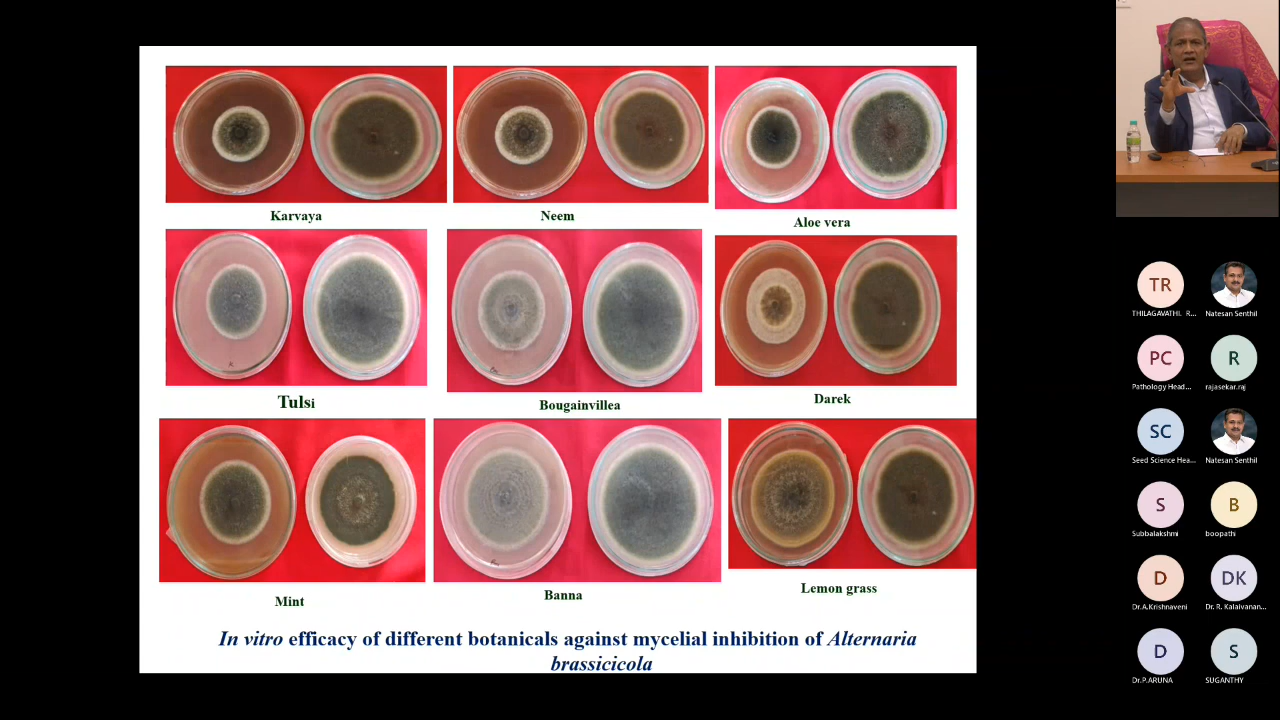 Karvaya
Neem
Aloe vera
Tulsi
Bougainvillea
Darek
Mint
Banna
Lemon grass
In vitro efficacy of different botanicals against mycelial inhibition of Alternaria
brassicicola
TR
THILAGAVATHI. R...
Natesan Senthil
PC
Pathology Head...
R
rajasekar.raj
SC
Seed Science Hea...
Natesan Senthil
S
Subbalakshmi
B
boopathi
D
Dr.A.Krishnaveni
DK
Dr. R. Kalaivanan...
D
Dr.P.ARUNA
S
SUGANTHY